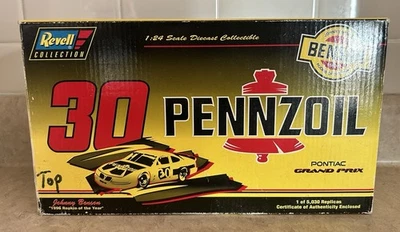 Revell
COLLECTION
1:24 Scale Diecast Collectible
30 PENNZOIL
PONTIAC
GRAND PRIX
30
Top
Johnny Benson
"1996 Rookie of the Year"
1 of 5,030 Replicas
Certificate of Authenticity Enclosed